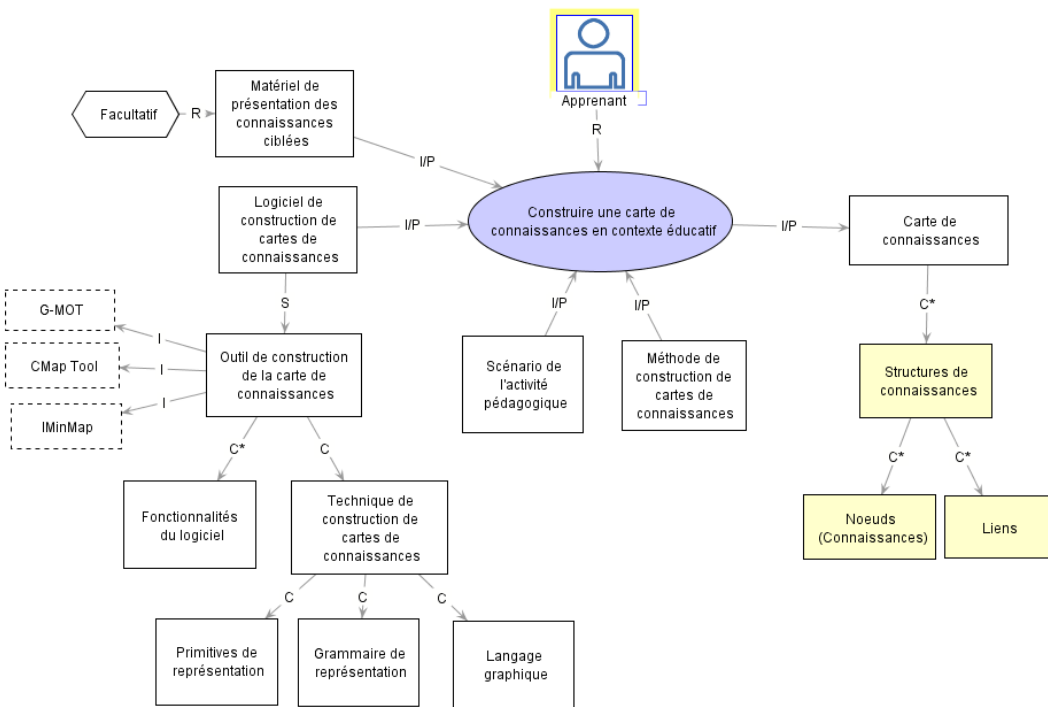 Apprenant
R
Facultatif
R
Matériel de
présentation des
connaissances
ciblées
I/P
Logiciel de
construction de
cartes de
connaissances
I/P
Construire une carte de
connaissances en contexte éducatif
I/P
Carte de
connaissances
S
I/P
I/P
C*
G-MOT
I
CMap Tool
I
IMinMap
I
Outil de construction
de la carte de
connaissances
Scénario de
l'activité
pédagogique
Méthode de
construction de
cartes de
connaissances
Structures de
connaissances
C*
C
C*
C*
Fonctionnalités
du logiciel
Technique de
construction de
cartes de
connaissances
Noeuds
(Connaissances)
Liens
C
C
C
Primitives de
représentation
Grammaire de
représentation
Langage
graphique